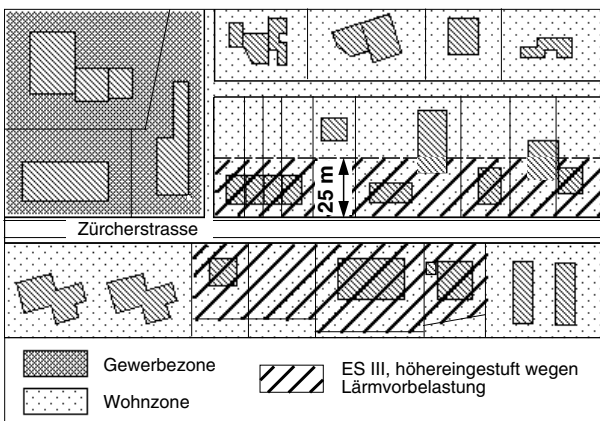 25 m
Zürcherstrasse
Gewerbezone
Wohnzone
ES III, höhereingestuft wegen
Lärmvorbelastung